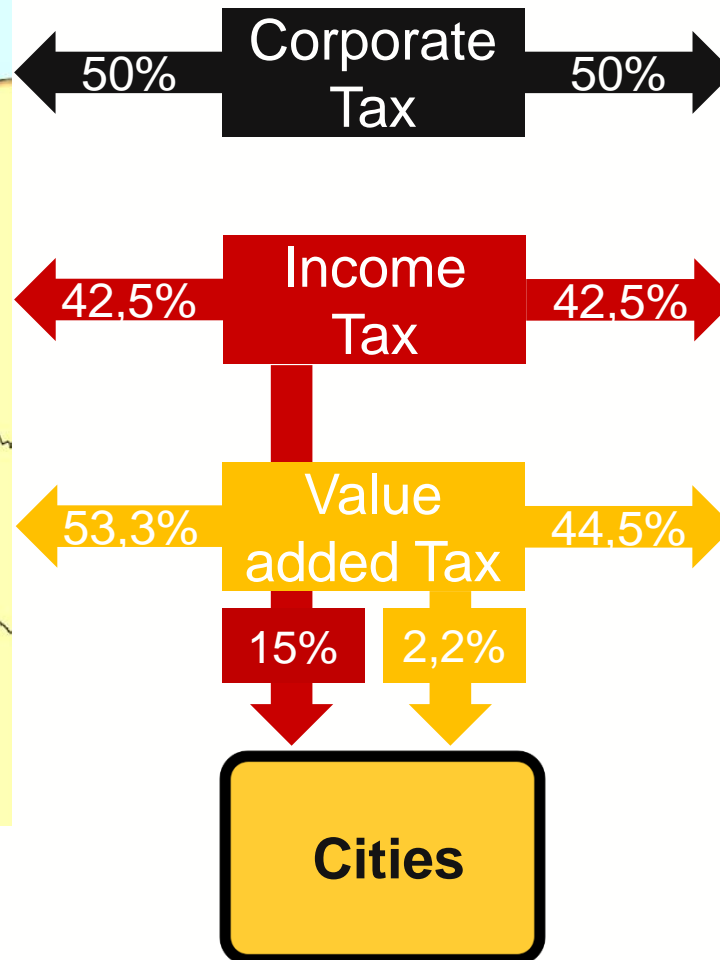 Corporate
Tax
50%
50%
Income
Tax
42,5%
42,5%
Value
added Tax
53,3%
44,5%
15%
2,2%
Cities